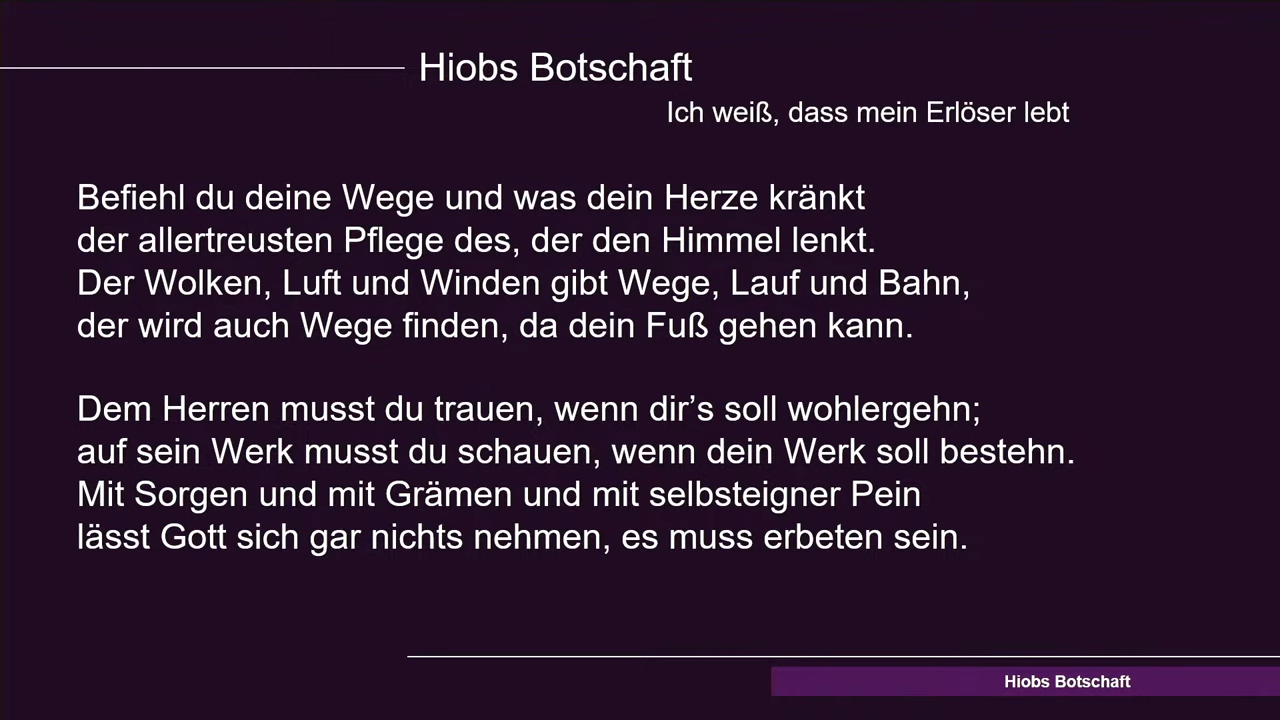 Hiobs Botschaft
Ich weiß, dass mein Erlöser lebt
Befiehl du deine Wege und was dein Herze kränkt
der allertreusten Pflege des, der den Himmel lenkt.
Der Wolken, Luft und Winden gibt Wege, Lauf und Bahn,
der wird auch Wege finden, da dein Fuß gehen kann.
Dem Herren musst du trauen, wenn dir’s soll wohlergehn;
auf sein Werk musst du schauen, wenn dein Werk soll bestehn.
Mit Sorgen und mit Grämen und mit selbsteigner Pein
lässt Gott sich gar nichts nehmen, es muss erbeten sein.
Hiobs Botschaft